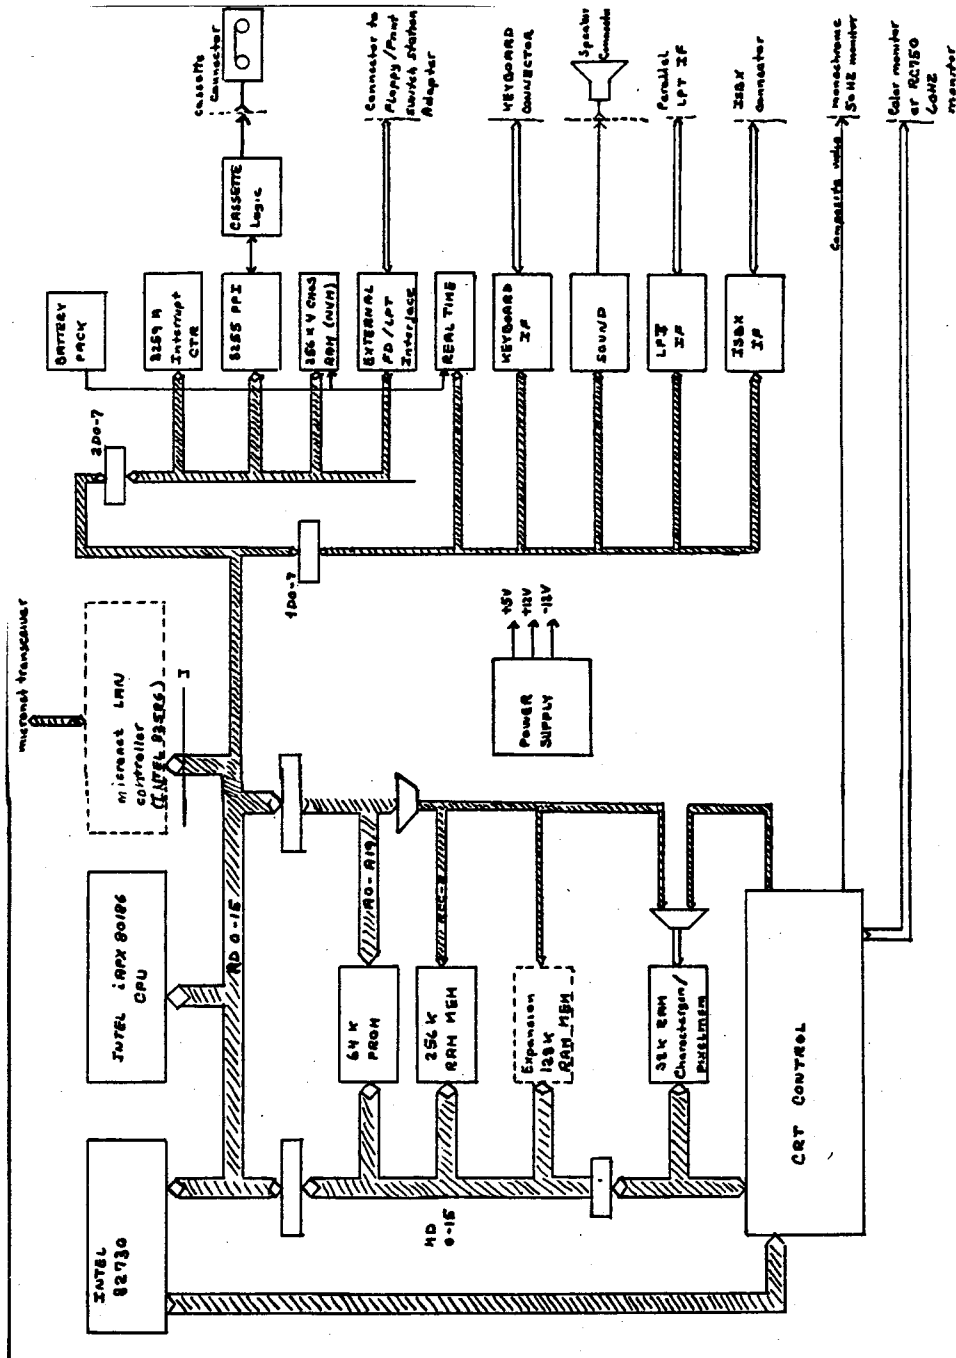 INTEL
82730
INTEL iAPX 80186
CPU
micronet LAN
controller
(INTEL 82586)
micronet transceiver
I
AD 0-15
MD
0-15
64 K
PROM
256 K
RAM MEM
Expansion
128K
RAM MEM
32K RAM
Charactergen/
pixelmem
A0-A19
CRT CONTROL
POWER
SUPPLY
+5V
+12V
-12V
2D0-7
1D0-7
BATTERY
PACK
8259 A
Interrupt
CTR
8255 PPI
256 x 4 CMOS
RAM (NVM)
EXTERNAL
FD/LPT
Interface
REAL TIME
KEYBOARD
IF
SOUND
LPT
IF
ISBX
IF
CASSETTE
Logic
cassette
connector
Connector to
Floppy/Print
switch station
Adapter
KEYBOARD
CONNECTOR
Speaker
Connector
Parallel
LPT IF
ISBX
connector
Composite video
monochrome
50HZ monitor
Color monitor
or RC750
60HZ
monitor